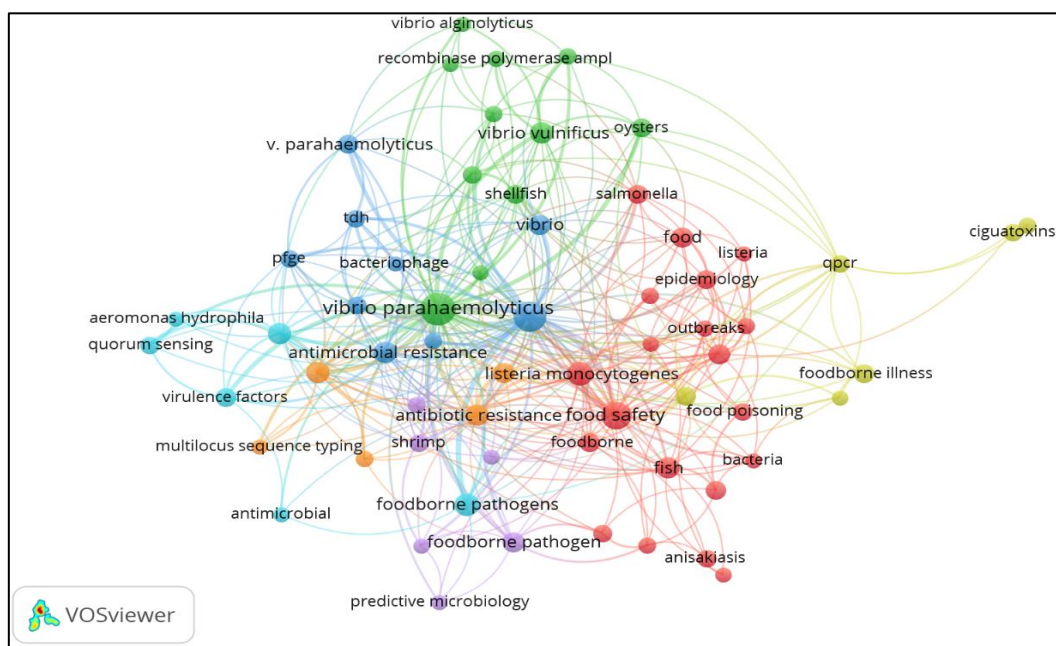 vibrio alginolyticus
recombinase polymerase ampl
vibrio vulnificus
oysters
v. parahaemolyticus
shellfish
salmonella
tdh
vibrio
food
ciguatoxins
pfge
bacteriophage
listeria
qpcr
epidemiology
vibrio parahaemolyticus
aeromonas hydrophila
outbreaks
quorum sensing
antimicrobial resistance
listeria monocytogenes
foodborne illness
virulence factors
antibiotic resistance
food safety
food poisoning
multilocus sequence typing
shrimp
foodborne
bacteria
fish
foodborne pathogens
antimicrobial
foodborne pathogen
anisakiasis
predictive microbiology
VOSviewer